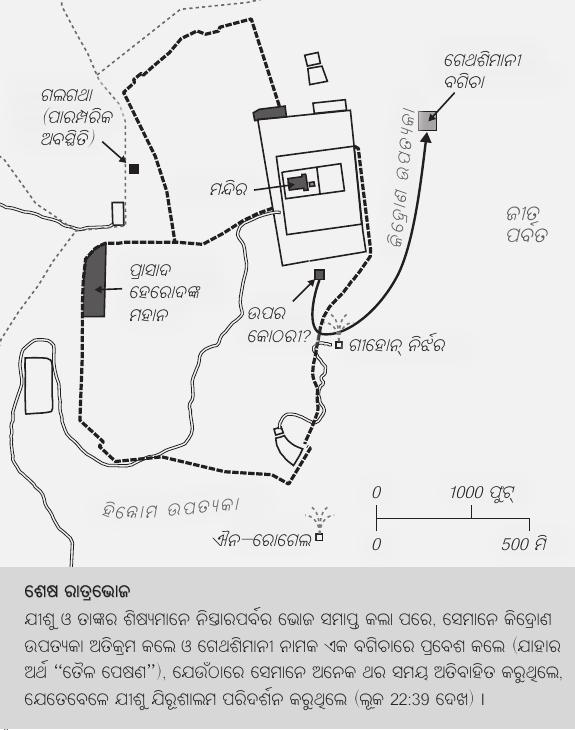 ଗେଥଶିମାନୀ
ବଗିଚା
ଗଲଗଥା
(ପାରମ୍ପରିକ
ଅବସ୍ଥିତି)
କିଦ୍ରୋଣ ଉପତ୍ୟକା
ମନ୍ଦିର
ଜୀତ
ପର୍ବତ
ପ୍ରାସାଦ
ହେରୋଦଙ୍କ
ମହାନ
ଉପର
କୋଠରୀ?
ଗୀହୋନ୍ ନିର୍ଝର
ହିନ୍ନୋମ ଉପତ୍ୟକା
ଐନ-ରୋଗେଲ
0 1000 ଫୁଟ୍
0 500 ମି
ଶେଷ ରାତ୍ରଭୋଜ
ଯୀଶୁ ଓ ତାଙ୍କର ଶିଷ୍ୟମାନେ ନିସ୍ତାରପର୍ବର ଭୋଜ ସମାପ୍ତ କଲା ପରେ, ସେମାନେ କିଦ୍ରୋଣ
ଉପତ୍ୟକା ଅତିକ୍ରମ କଲେ ଓ ଗେଥଶିମାନୀ ନାମକ ଏକ ବଗିଚାରେ ପ୍ରବେଶ କଲେ (ଯାହାର
ଅର୍ଥ “ତୈଳ ପେଷଣ”), ଯେଉଁଠାରେ ସେମାନେ ଅନେକ ଥର ସମୟ ଅତିବାହିତ କରୁଥିଲେ,
ଯେତେବେଳେ ଯୀଶୁ ଯିରୂଶାଲମ ପରିଦର୍ଶନ କରୁଥିଲେ (ଲୂକ 22:39 ଦେଖ) ।